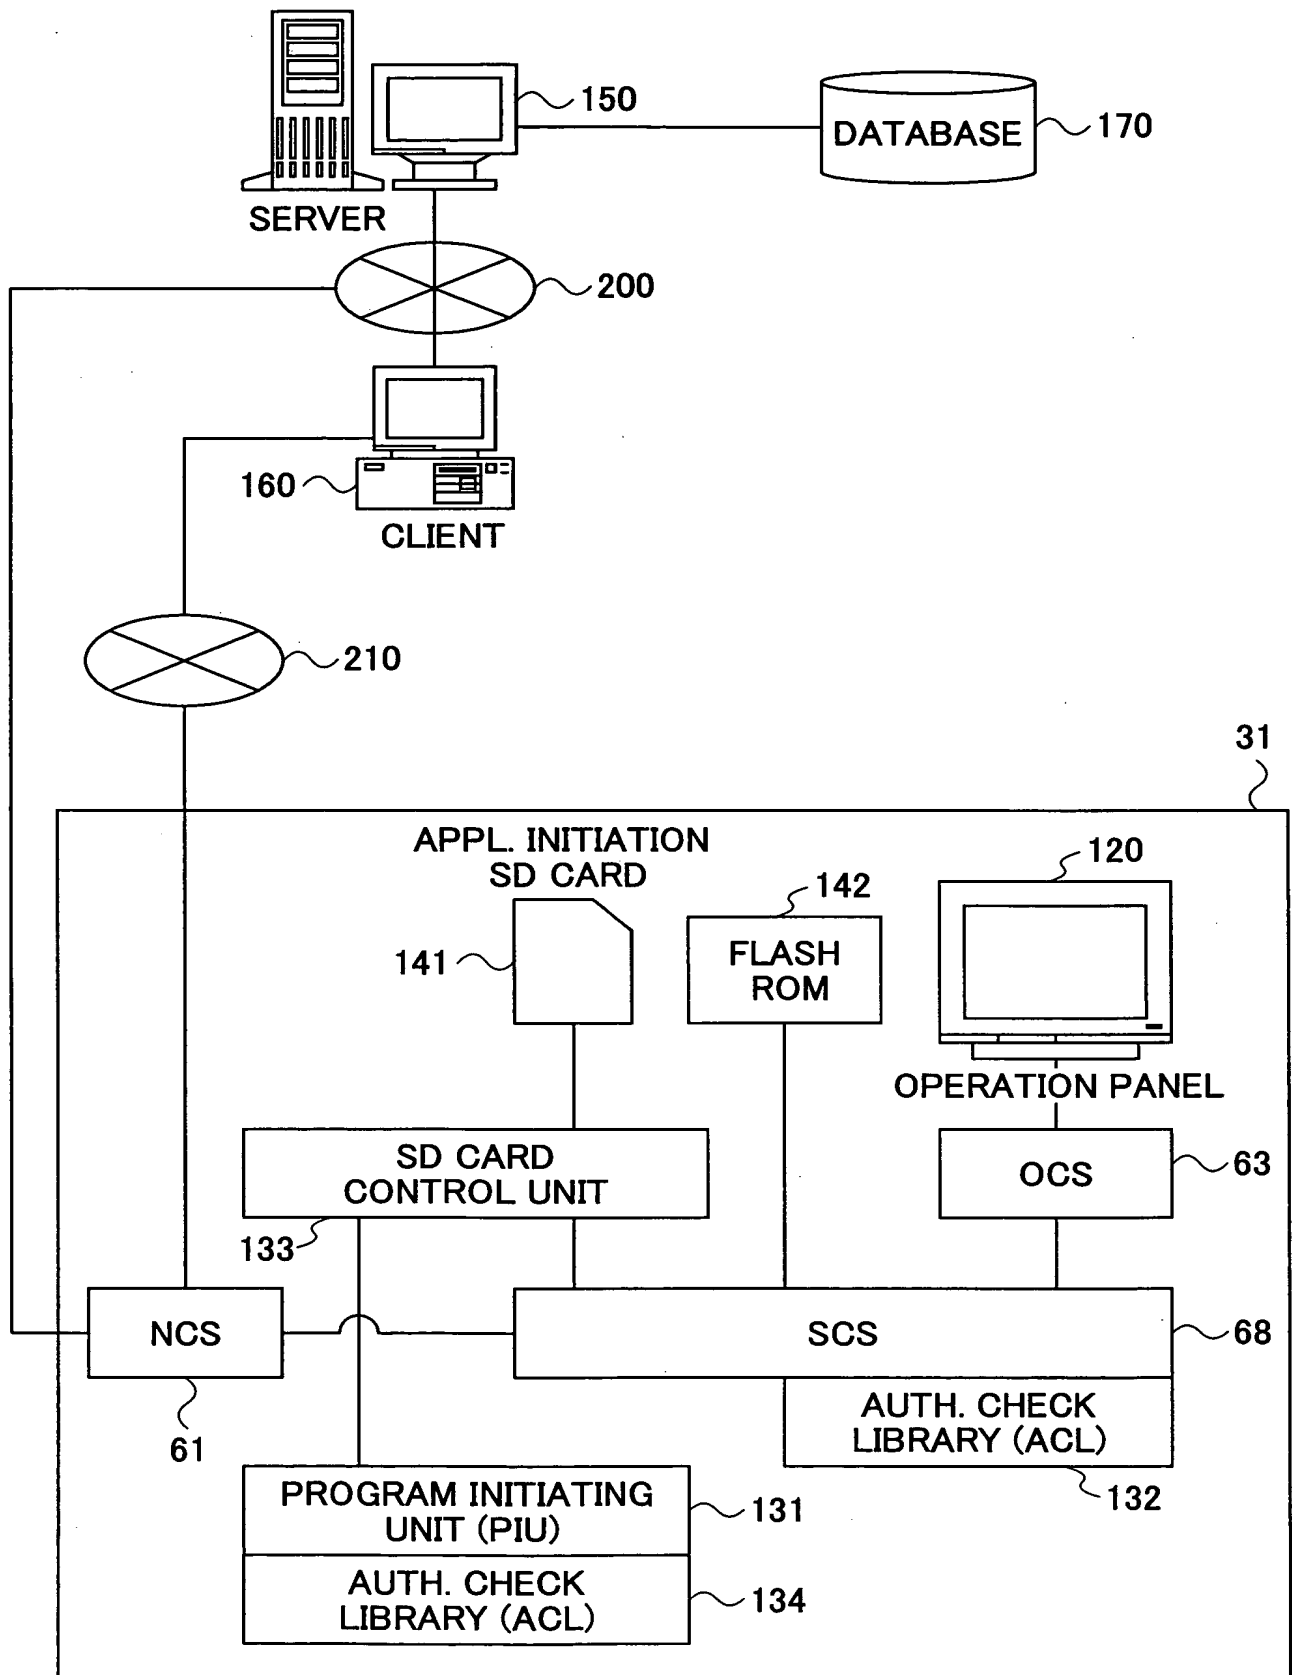 150
DATABASE
170
SERVER
200
160
CLIENT
210
31
APPL. INITIATION
SD CARD
120
142
141
FLASH
ROM
OPERATION PANEL
SD CARD
CONTROL UNIT
OCS
63
133
NCS
SCS
68
61
AUTH. CHECK
LIBRARY (ACL)
132
PROGRAM INITIATING
UNIT (PIU)
131
AUTH. CHECK
LIBRARY (ACL)
134